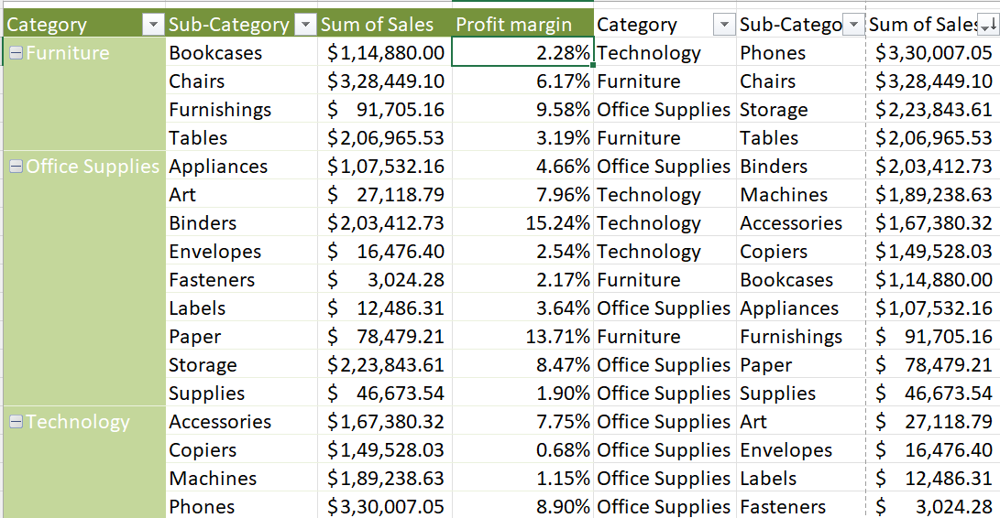 Category Sub-Category Sum of Sales Profit margin Category Sub-Catego Sum of Sales
Furniture Bookcases $1,14,880.00 2.28% Technology Phones $3,30,007.05
Chairs $3,28,449.10 6.17% Furniture Chairs $3,28,449.10
Furnishings $ 91,705.16 9.58% Office Supplies Storage $2,23,843.61
Tables $2,06,965.53 3.19% Furniture Tables $2,06,965.53
Office Supplies Appliances $1,07,532.16 4.66% Office Supplies Binders $2,03,412.73
Art $ 27,118.79 7.96% Technology Machines $1,89,238.63
Binders $2,03,412.73 15.24% Technology Accessories $1,67,380.32
Envelopes $ 16,476.40 2.54% Technology Copiers $1,49,528.03
Fasteners $ 3,024.28 2.17% Furniture Bookcases $1,14,880.00
Labels $ 12,486.31 3.64% Office Supplies Appliances $1,07,532.16
Paper $ 78,479.21 13.71% Furniture Furnishings $ 91,705.16
Storage $2,23,843.61 8.47% Office Supplies Paper $ 78,479.21
Supplies $ 46,673.54 1.90% Office Supplies Supplies $ 46,673.54
Technology Accessories $1,67,380.32 7.75% Office Supplies Art $ 27,118.79
Copiers $1,49,528.03 0.68% Office Supplies Envelopes $ 16,476.40
Machines $1,89,238.63 1.15% Office Supplies Labels $ 12,486.31
Phones $3,30,007.05 8.90% Office Supplies Fasteners $ 3,024.28